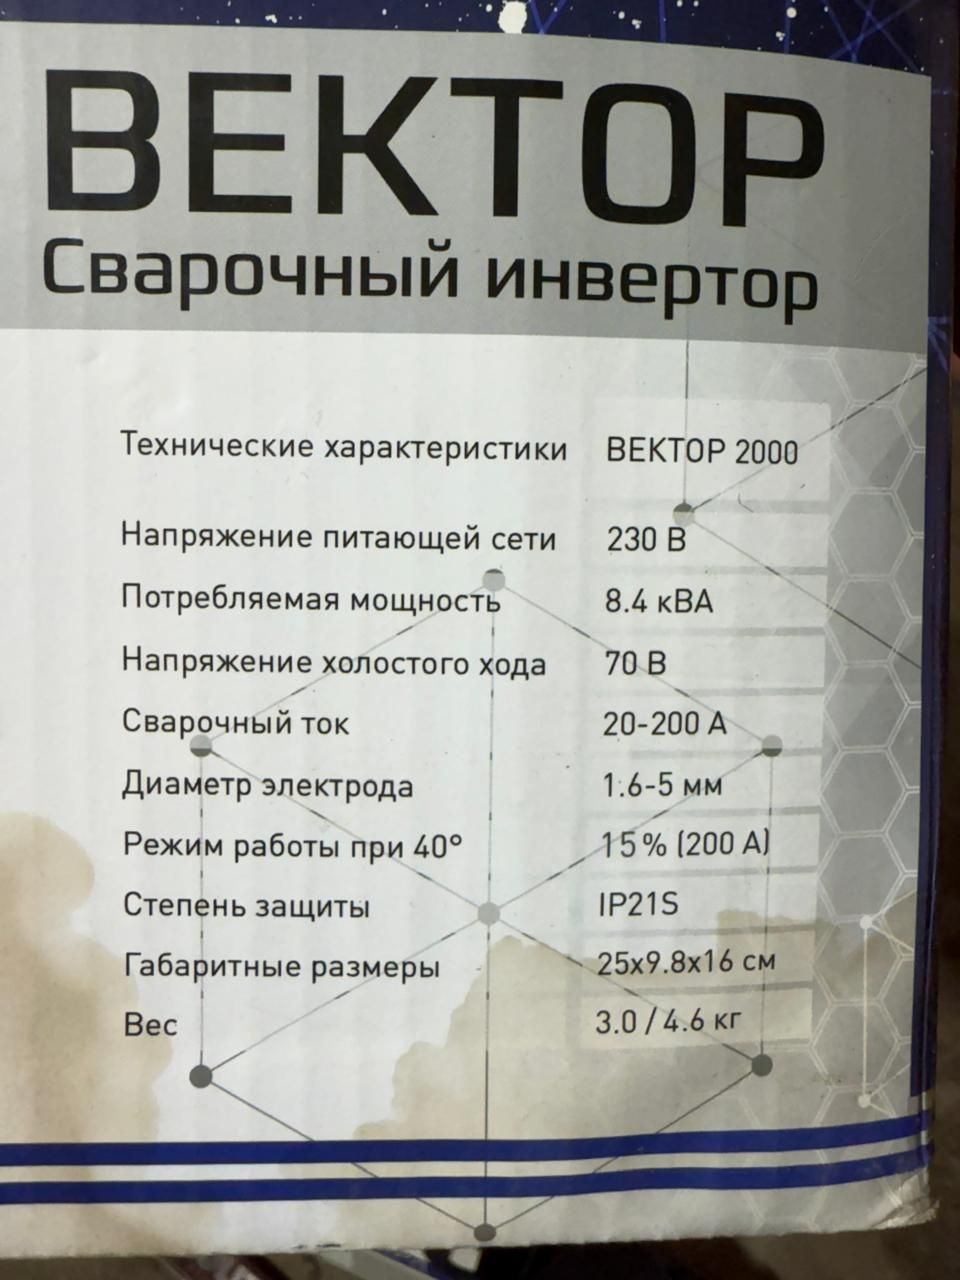 ВЕКТОР
Сварочный инвертор
Технические характеристики ВЕКТОР 2000
Напряжение питающей сети 230 В
Потребляемая мощность 8.4 кВА
Напряжение холостого хода 70 В
Сварочный ток 20-200 А
Диаметр электрода 1.6-5 мм
Режим работы при 40° 15% (200 А)
Степень защиты IP21S
Габаритные размеры 25x9.8x16 см
Вес 3.0 / 4.6 кг